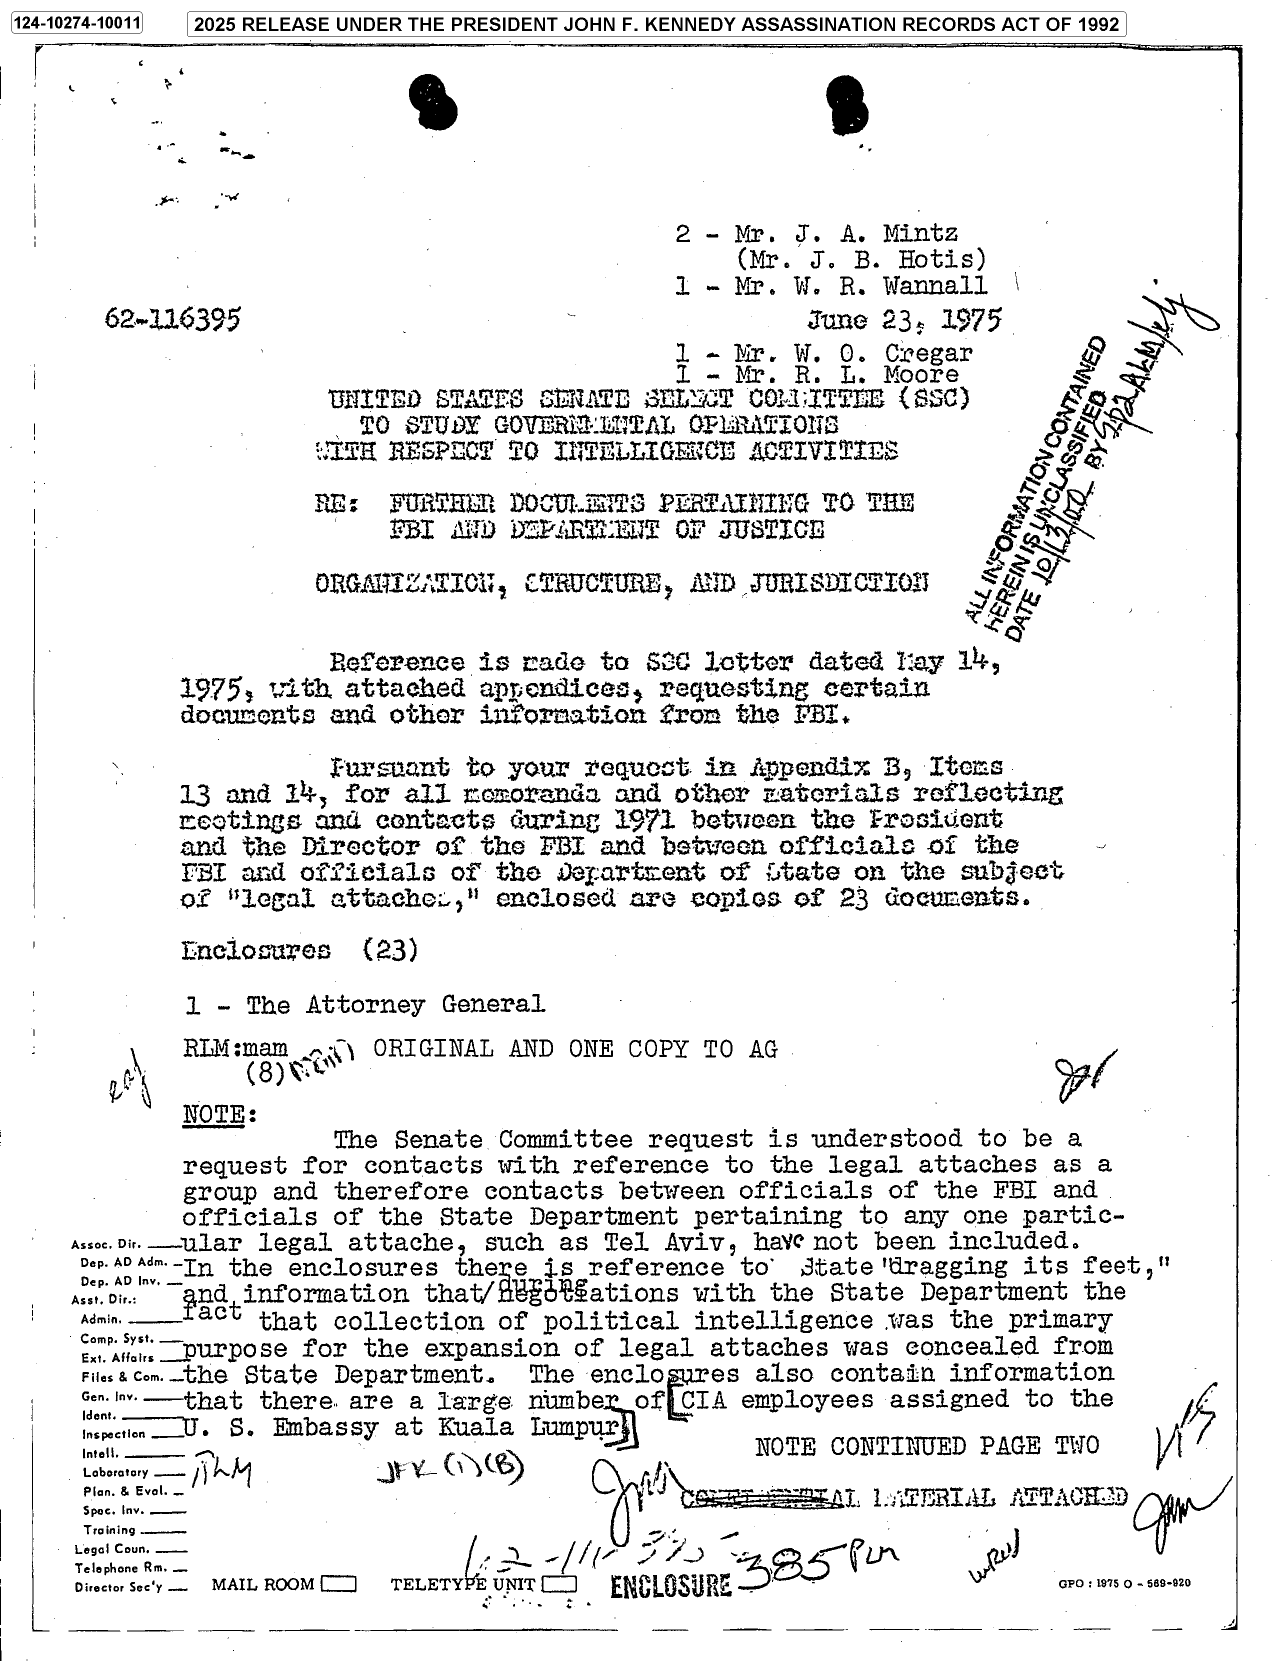 124-10274-10011
2025 RELEASE UNDER THE PRESIDENT JOHN F. KENNEDY ASSASSINATION RECORDS ACT OF 1992
2 - Mr. J. A. Mintz
(Mr. J. B. Hotis)
1 - Mr. W. R. Wannall
62-116395
June 23, 1975
1 - Mr. W. O. Cregar
1 - Mr. R. L. Moore
UNITED STATES SENATE SELECT COMMITTEE (SSC)
TO STUDY GOVERNMENTAL OPERATIONS
WITH RESPECT TO INTELLIGENCE ACTIVITIES
ALL INFORMATION CONTAINED
HEREIN IS UNCLASSIFIED
DATE 10/13/00 BY SP2ALM/
RE: FURTHER DOCUMENTS PERTAINING TO THE
FBI AND DEPARTMENT OF JUSTICE
ORGANIZATION, STRUCTURE, AND JURISDICTION
Reference is made to SSC letter dated May 14,
1975, with attached appendices, requesting certain
documents and other information from the FBI.
Pursuant to your request in Appendix B, Items
13 and 14, for all memoranda and other materials reflecting
meetings and contacts during 1971 between the President
and the Director of the FBI and between officials of the
FBI and officials of the Department of State on the subject
of "legal attaches," enclosed are copies of 23 documents.
Enclosures (23)
1 - The Attorney General
RLM:mam ORIGINAL AND ONE COPY TO AG
(8)
NOTE:
The Senate Committee request is understood to be a
request for contacts with reference to the legal attaches as a
group and therefore contacts between officials of the FBI and
officials of the State Department pertaining to any one partic-
ular legal attache, such as Tel Aviv, have not been included.
In the enclosures there is reference to State "dragging its feet,"
and information that/during negotiations with the State Department the
fact that collection of political intelligence was the primary
purpose for the expansion of legal attaches was concealed from
the State Department. The enclosures also contain information
that there are a large number of [CIA employees assigned to the
U. S. Embassy at Kuala Lumpur]
NOTE CONTINUED PAGE TWO
JFK (1)(B)
RLM
CONFIDENTIAL MATERIAL ATTACHED
Assoc. Dir.
Dep. AD Adm.
Dep. AD Inv.
Asst. Dir.:
Admin.
Comp. Syst.
Ext. Affairs
Files & Com.
Gen. Inv.
Ident.
Inspection
Intell.
Laboratory
Plan. & Eval.
Spec. Inv.
Training
Legal Coun.
Telephone Rm.
Director Sec'y
62-116395-385
MAIL ROOM
TELETYPE UNIT
ENCLOSURE
GPO : 1975 O - 569-920